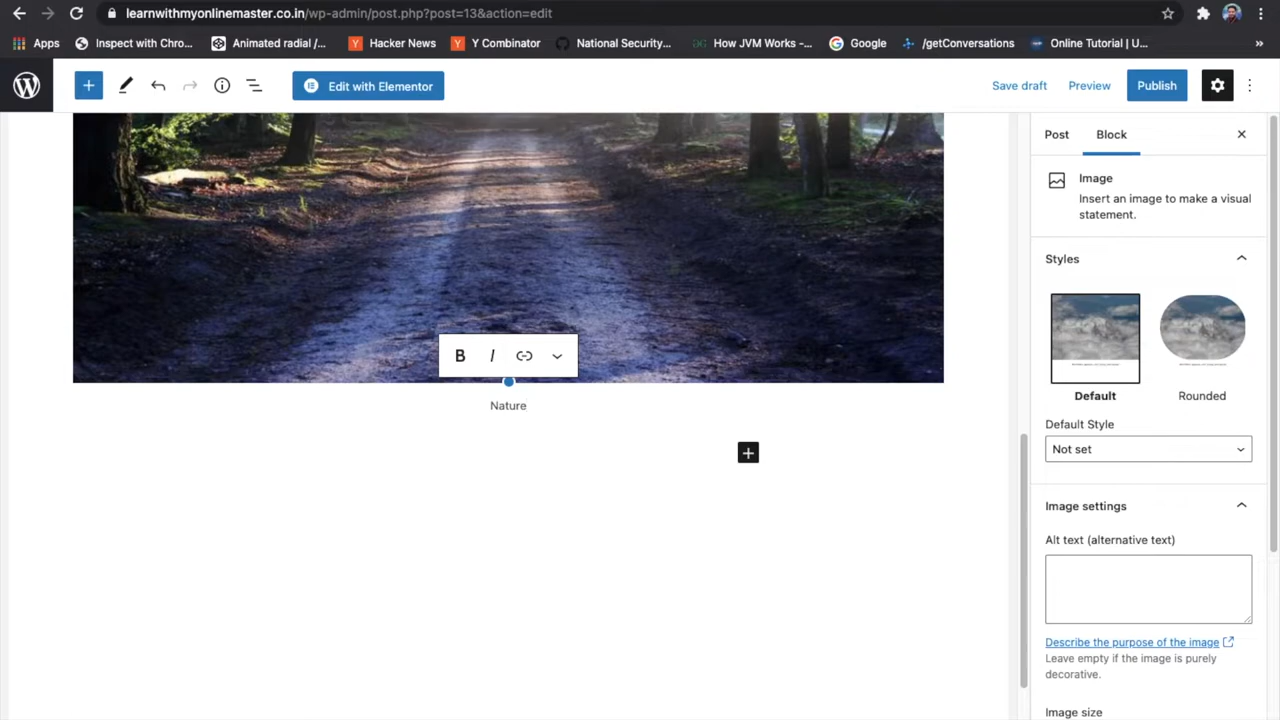 learnwithmyonlinemaster.co.in/wp-admin/post.php?post=13&action=edit
Apps Inspect with Chro... Animated radial /... Hacker News Y Combinator National Security... How JVM Works -... Google /getConversations Online Tutorial | U... »
Edit with Elementor Save draft Preview Publish
Post Block
Image
Insert an image to make a visual
statement.
Styles
Default Rounded
Default Style
Not set
Image settings
Alt text (alternative text)
Describe the purpose of the image
Leave empty if the image is purely
decorative.
Image size
B I
Nature